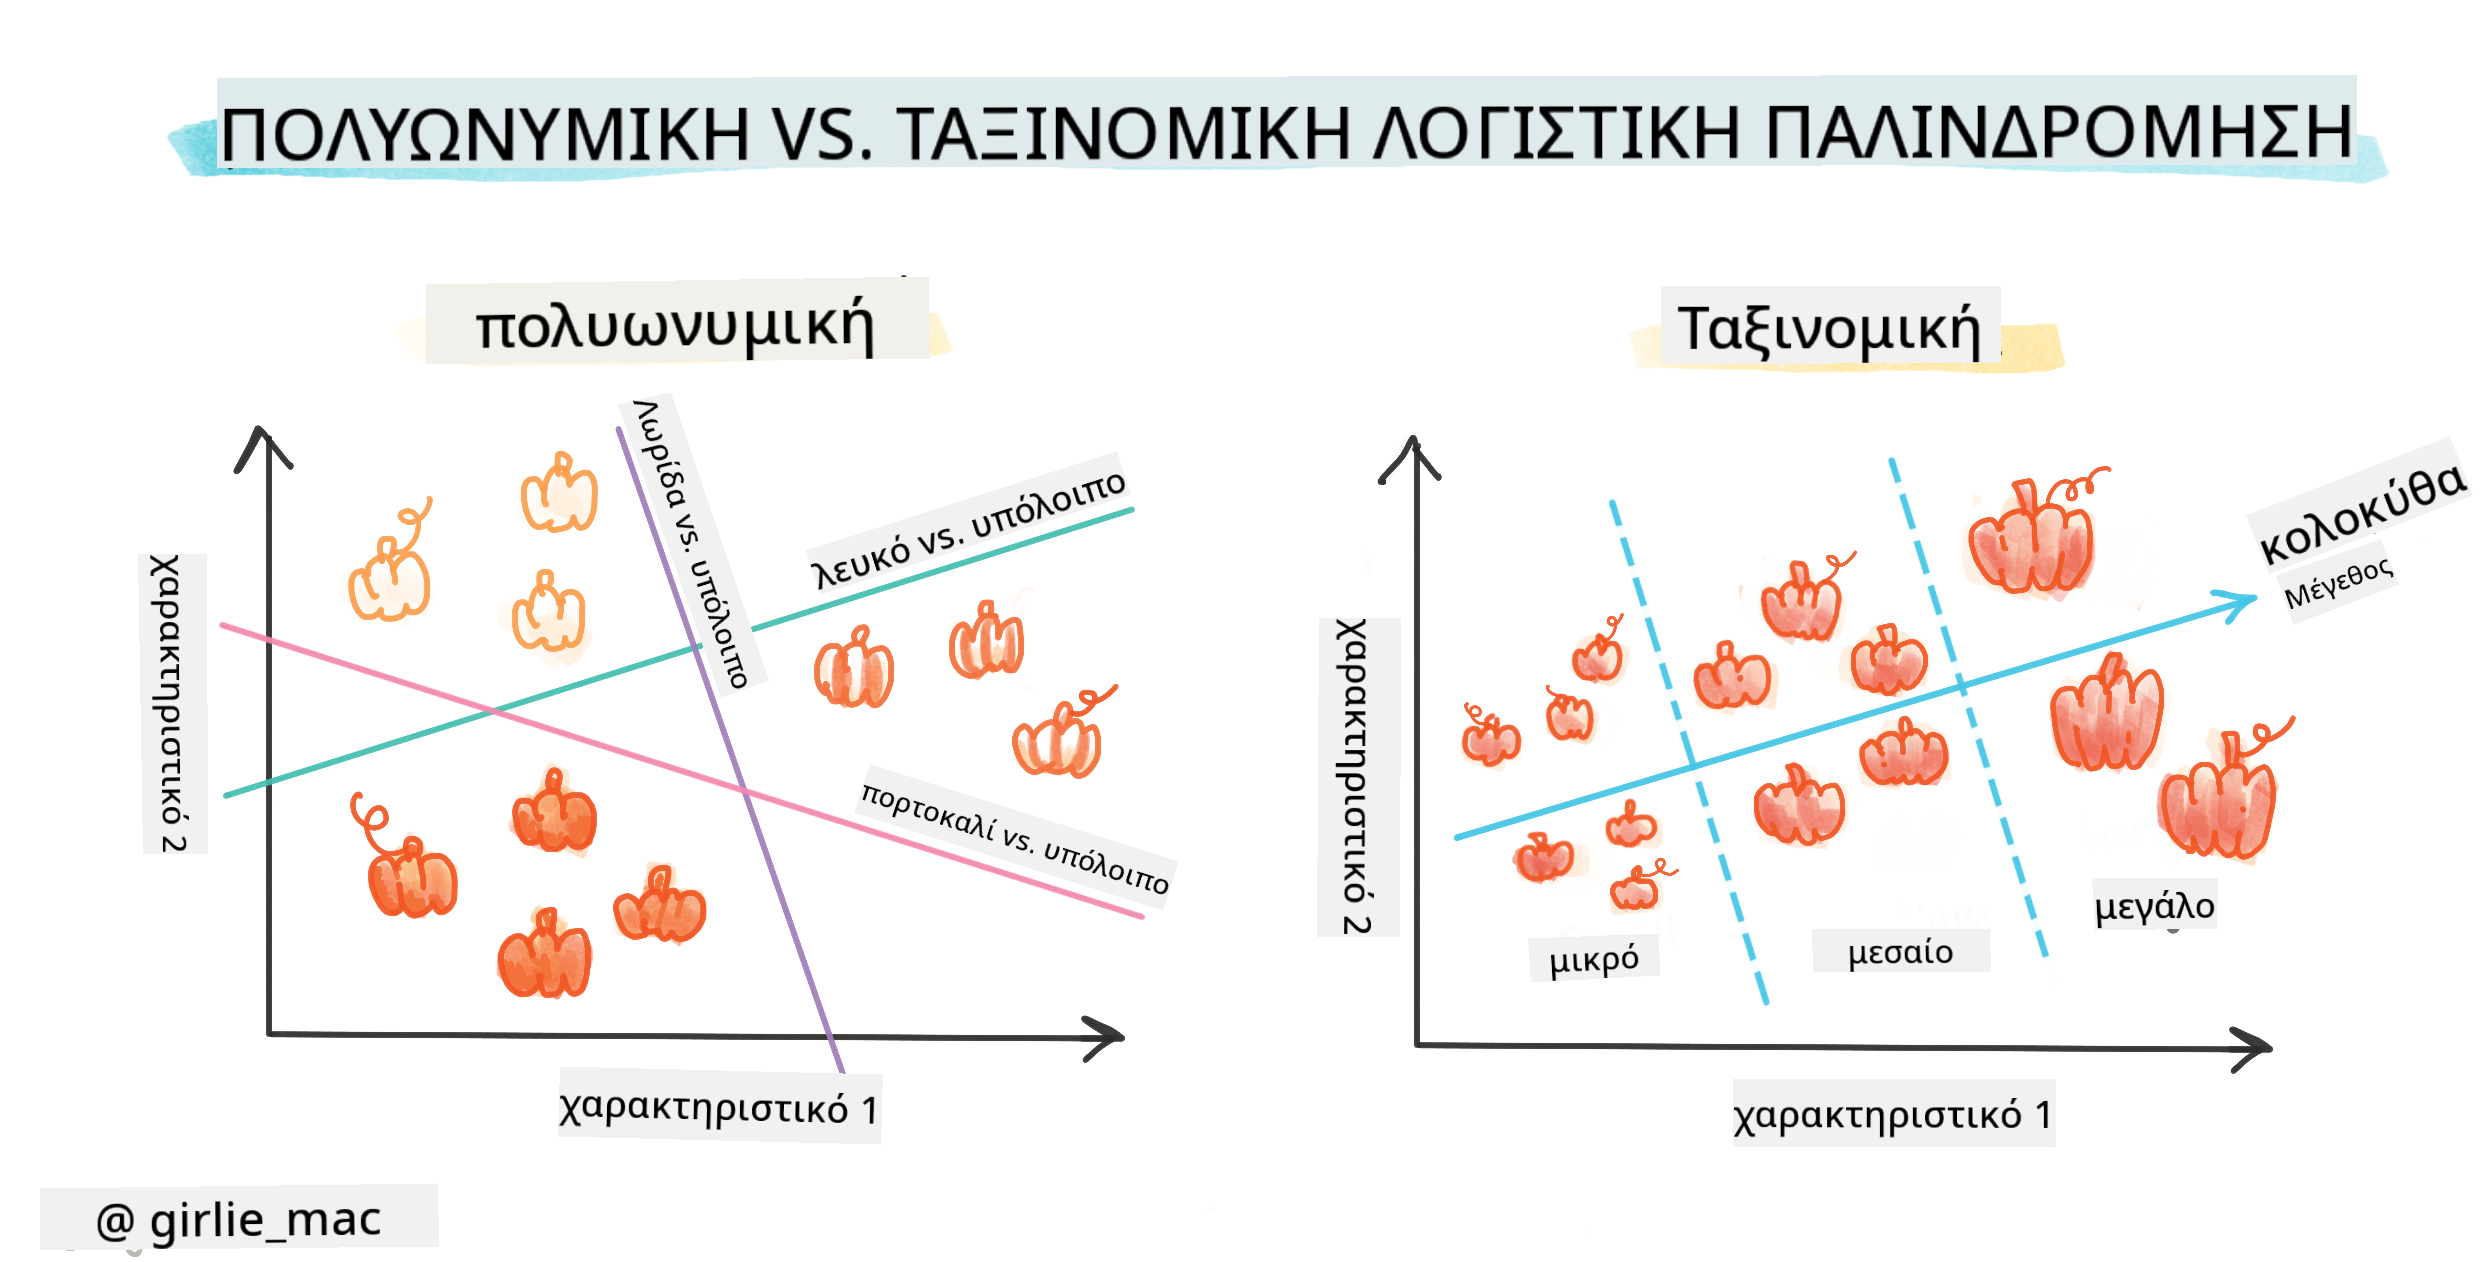 ΠΟΛΥΩΝΥΜΙΚΗ VS. ΤΑΞΙΝΟΜΙΚΗ ΛΟΓΙΣΤΙΚΗ ΠΑΛΙΝΔΡΟΜΗΣΗ
πολυωνυμική
Λωρίδα vs. υπόλοιπο
λευκό vs. υπόλοιπο
πορτοκαλί vs. υπόλοιπο
χαρακτηριστικό 2
χαρακτηριστικό 1
Ταξινομική
κολοκύθα
Μέγεθος
χαρακτηριστικό 2
μικρό
μεσαίο
μεγάλο
χαρακτηριστικό 1
@ girlie_mac